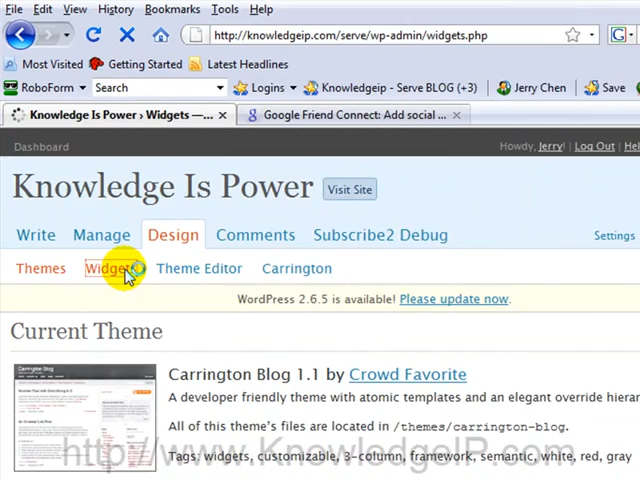 File Edit View History Bookmarks Tools Help
http://knowledgeip.com/serve/wp-admin/widgets.php
Most Visited Getting Started Latest Headlines
RoboForm Search Logins Knowledgeip - Serve BLOG (+3) Jerry Chen Save
Knowledge Is Power › Widgets —... Google Friend Connect: Add social ...
Dashboard Howdy, Jerry! | Log Out | Hel
Knowledge Is Power Visit Site
Write Manage Design Comments Subscribe2 Debug Settings
Themes Widgets Theme Editor Carrington
WordPress 2.6.5 is available! Please update now.
Current Theme
Carrington Blog
Carrington Blog 1.1 by Crowd Favorite
A developer friendly theme with atomic templates and an elegant override hierar
All of this theme's files are located in /themes/carrington-blog.
http://www.KnowledgeIP.com
Tags: widgets, customizable, 3-column, framework, semantic, white, red, gray